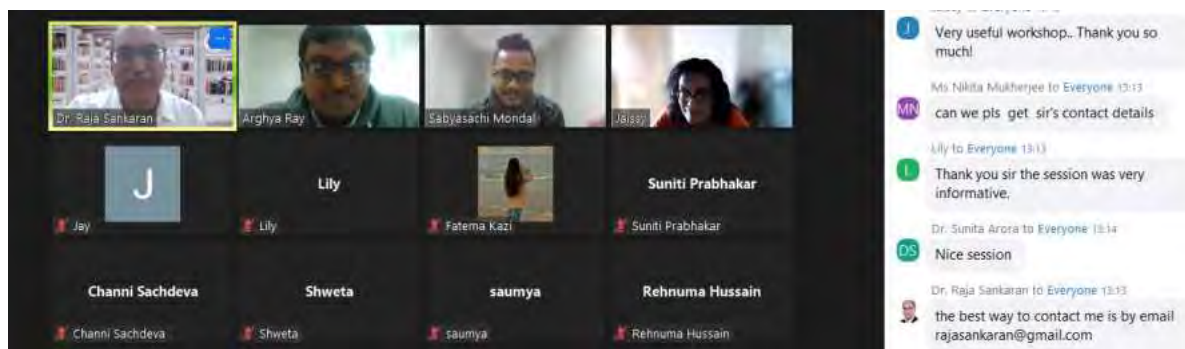 Dr. Raja Sankaran
Arghya Ray
Sabyasachi Mondal
Jaissy
J
Jay
Lily
Lily
Fatema Kazi
Suniti Prabhakar
Suniti Prabhakar
Channi Sachdeva
Channi Sachdeva
Shweta
Shweta
saumya
saumya
Rehnuma Hussain
Rehnuma Hussain
to Everyone
J
Very useful workshop.. Thank you so
much!
Ms Nikita Mukherjee to Everyone 13:13
MN
can we pls get sir's contact details
Lily to Everyone 13:13
L
Thank you sir the session was very
informative.
Dr. Sunita Arora to Everyone 13:14
DS
Nice session
Dr. Raja Sankaran to Everyone 13:13
the best way to contact me is by email
rajasankaran@gmail.com